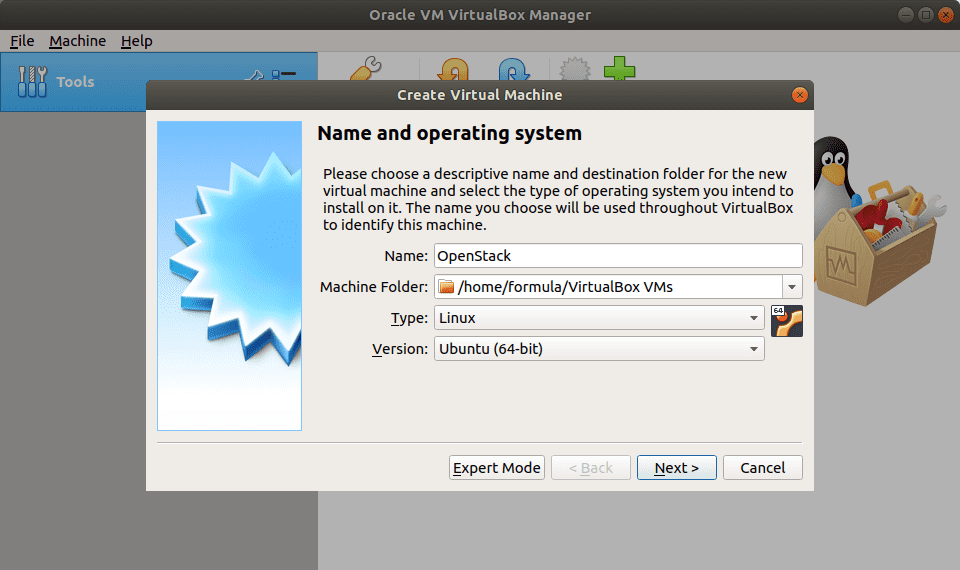 Oracle VM VirtualBox Manager
File Machine Help
Tools
Create Virtual Machine
Name and operating system
Please choose a descriptive name and destination folder for the new
virtual machine and select the type of operating system you intend to
install on it. The name you choose will be used throughout VirtualBox
to identify this machine.
Name: OpenStack
Machine Folder: /home/formula/VirtualBox VMs
Type: Linux
64
Version: Ubuntu (64-bit)
Expert Mode < Back Next > Cancel